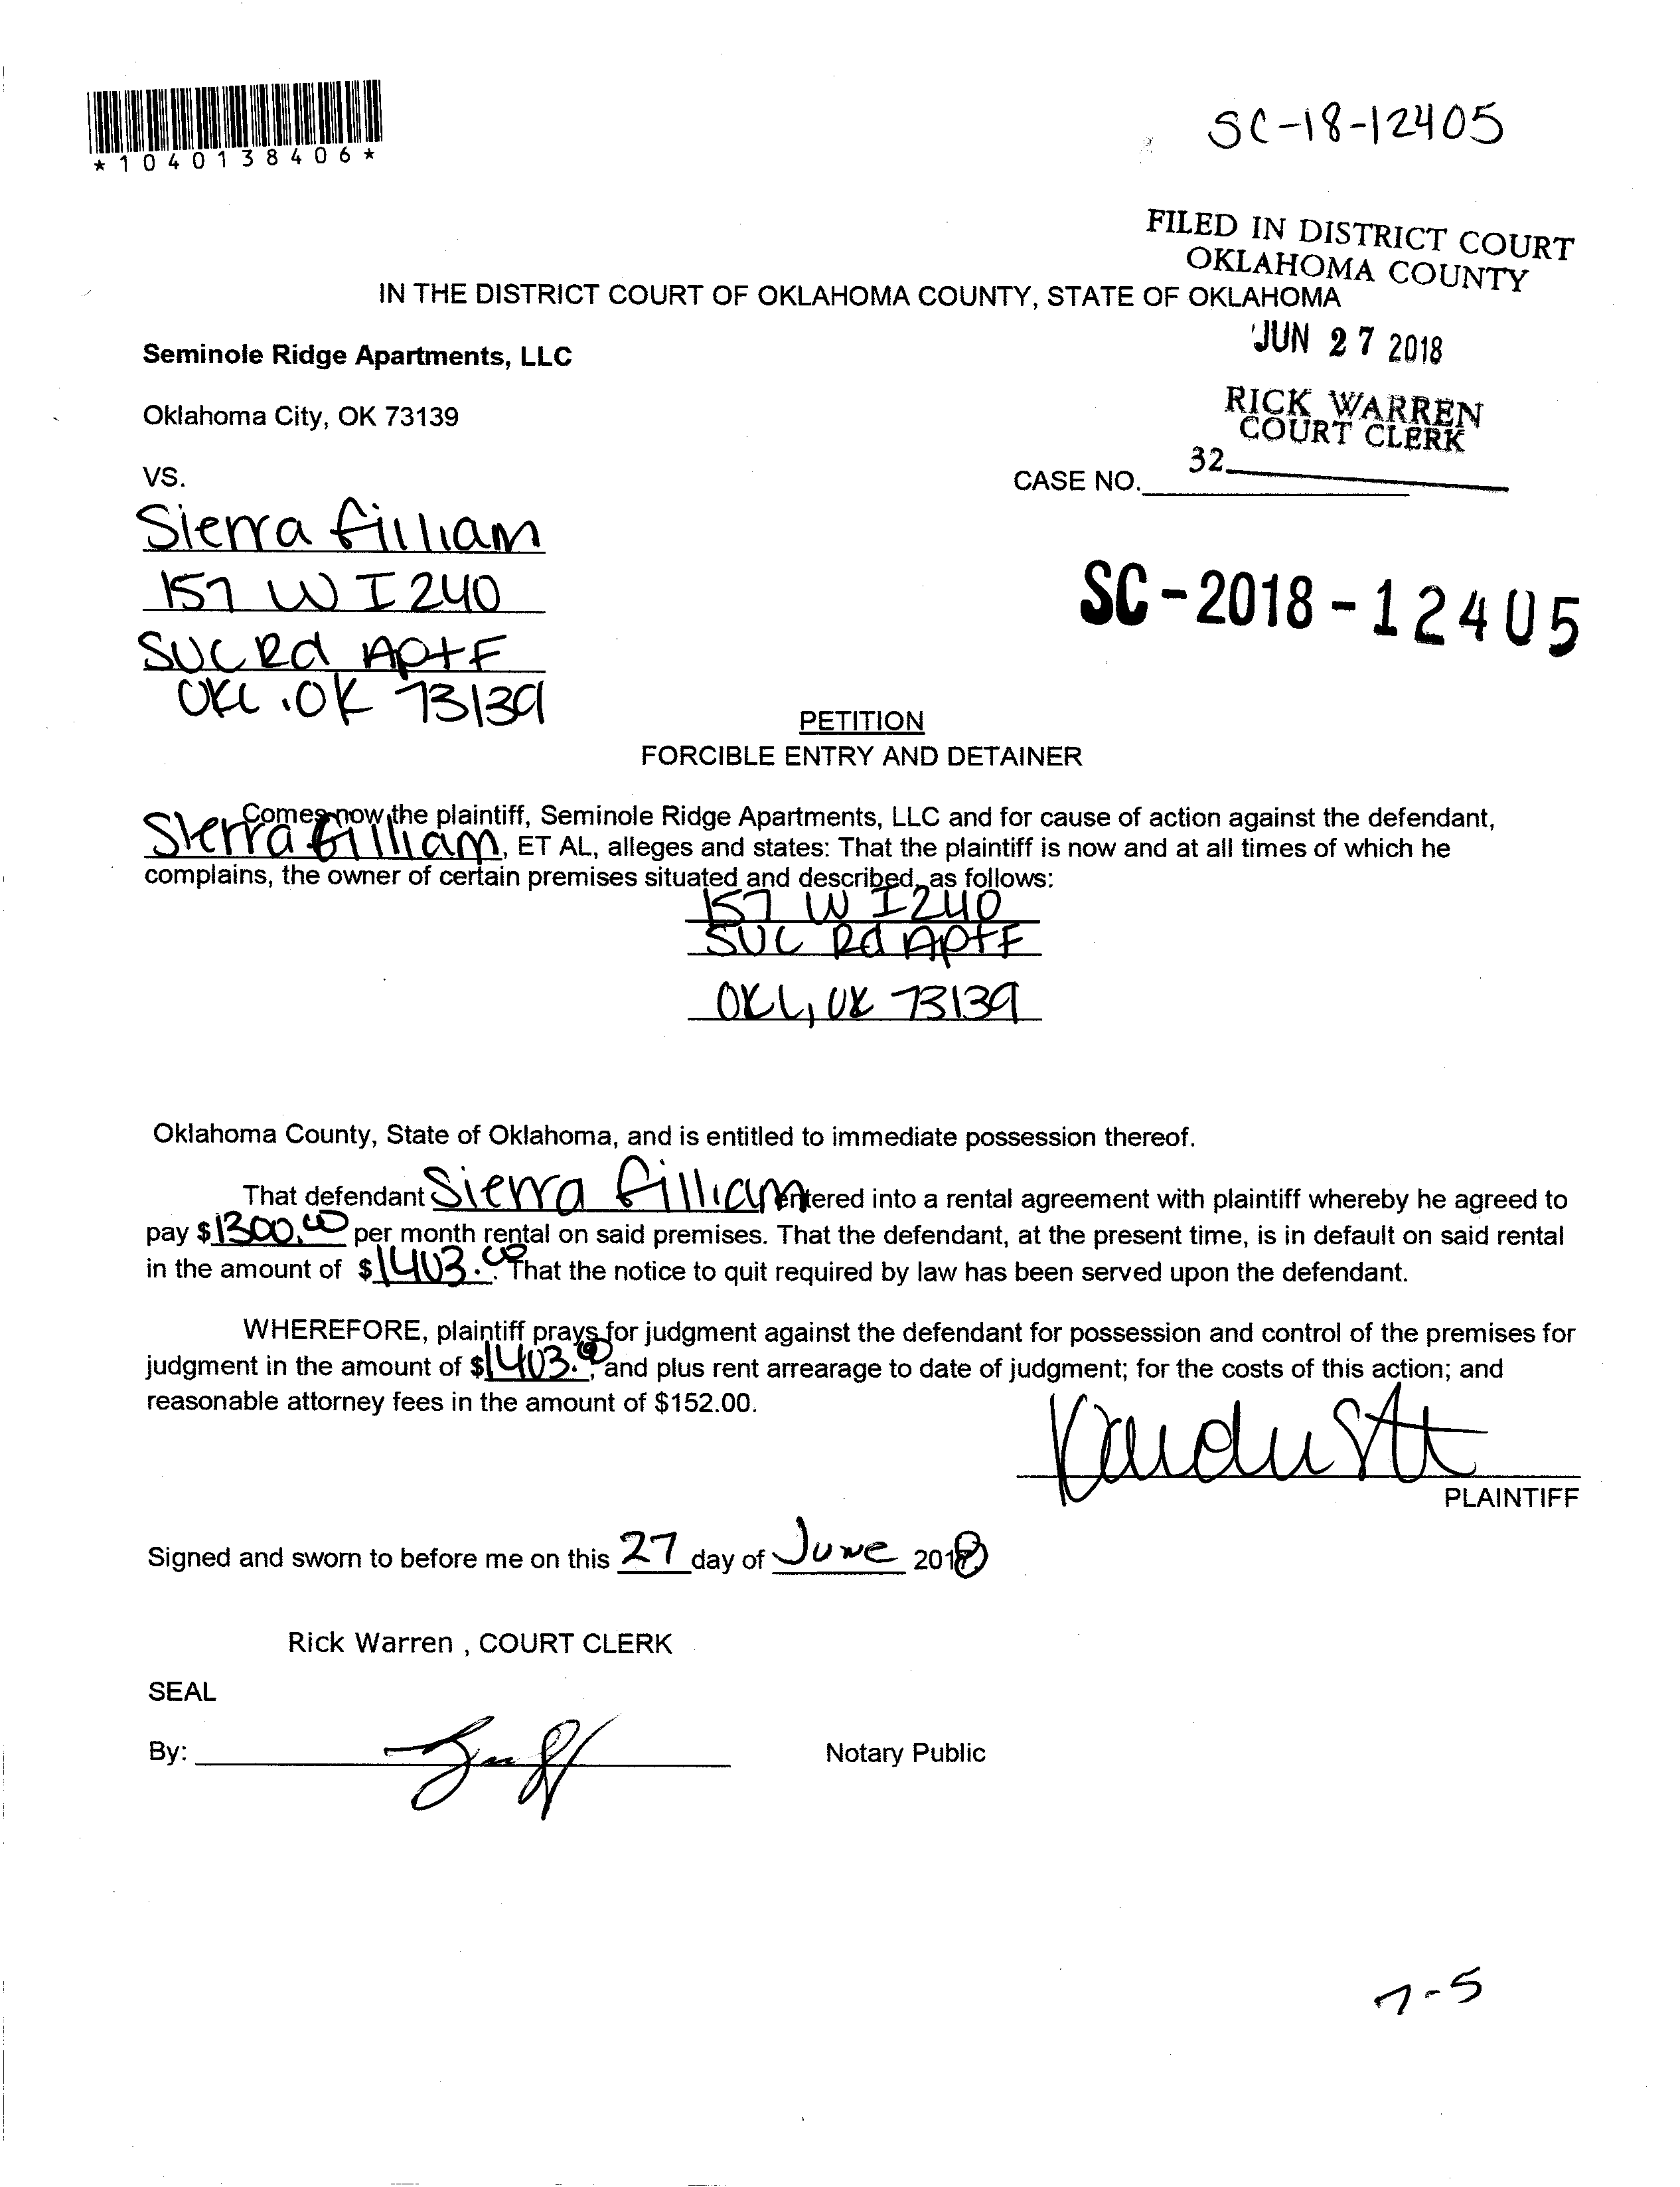 *1040138406*
SC-18-12405
FILED IN DISTRICT COURT
OKLAHOMA COUNTY
IN THE DISTRICT COURT OF OKLAHOMA COUNTY, STATE OF OKLAHOMA
JUN 27 2018
Seminole Ridge Apartments, LLC
RICK WARREN
COURT CLERK
Oklahoma City, OK 73139
32
VS.
CASE NO.
Sierra Gilliam
157 W I240
SVC Rd Apt F
OKC, OK 73139
SC-2018-12405
PETITION
FORCIBLE ENTRY AND DETAINER
Comes now the plaintiff, Seminole Ridge Apartments, LLC and for cause of action against the defendant,
Sierra Gilliam, ET AL, alleges and states: That the plaintiff is now and at all times of which he
complains, the owner of certain premises situated and described, as follows:
157 W I240
SVC Rd Apt F
OKC, OK 73139
Oklahoma County, State of Oklahoma, and is entitled to immediate possession thereof.
That defendant Sierra Gilliam entered into a rental agreement with plaintiff whereby he agreed to
pay $1300.00 per month rental on said premises. That the defendant, at the present time, is in default on said rental
in the amount of $1403.00. That the notice to quit required by law has been served upon the defendant.
WHEREFORE, plaintiff prays for judgment against the defendant for possession and control of the premises for
judgment in the amount of $1403.00, and plus rent arrearage to date of judgment; for the costs of this action; and
reasonable attorney fees in the amount of $152.00.
PLAINTIFF
Signed and sworn to before me on this 27 day of June 2018
Rick Warren , COURT CLERK
SEAL
By:
Notary Public
7-5